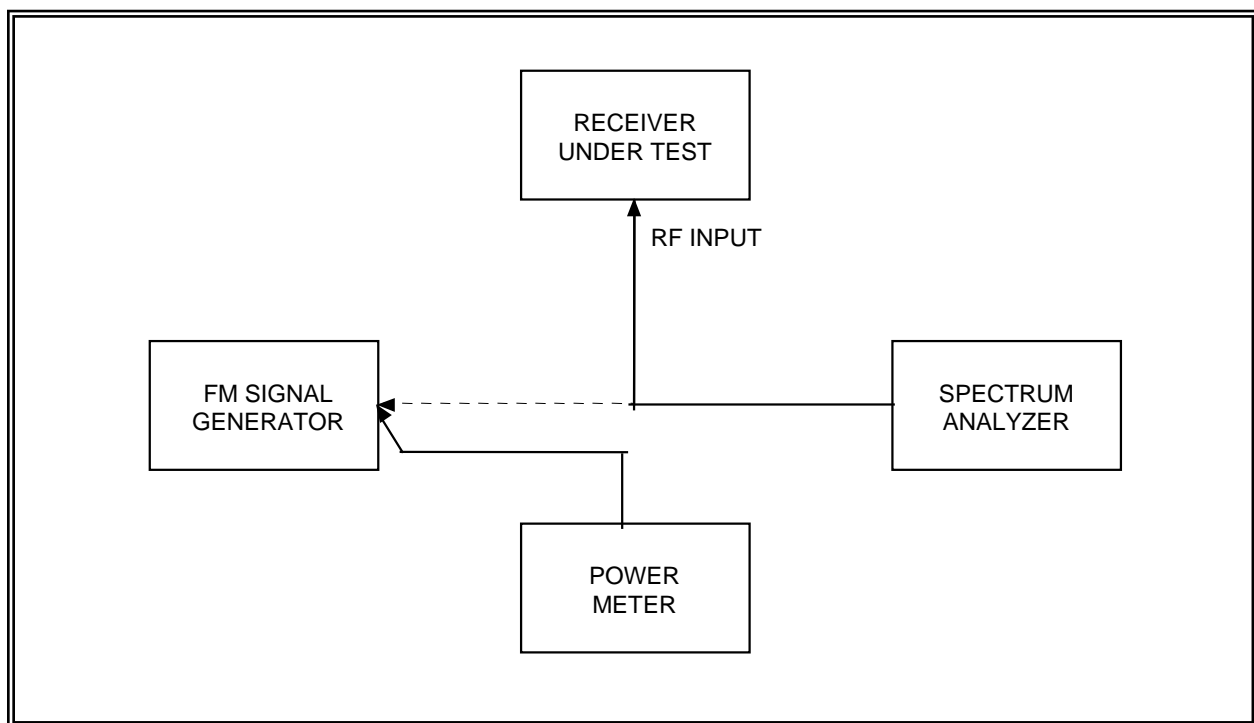 RECEIVER
UNDER TEST
RF INPUT
FM SIGNAL
GENERATOR
SPECTRUM
ANALYZER
POWER
METER